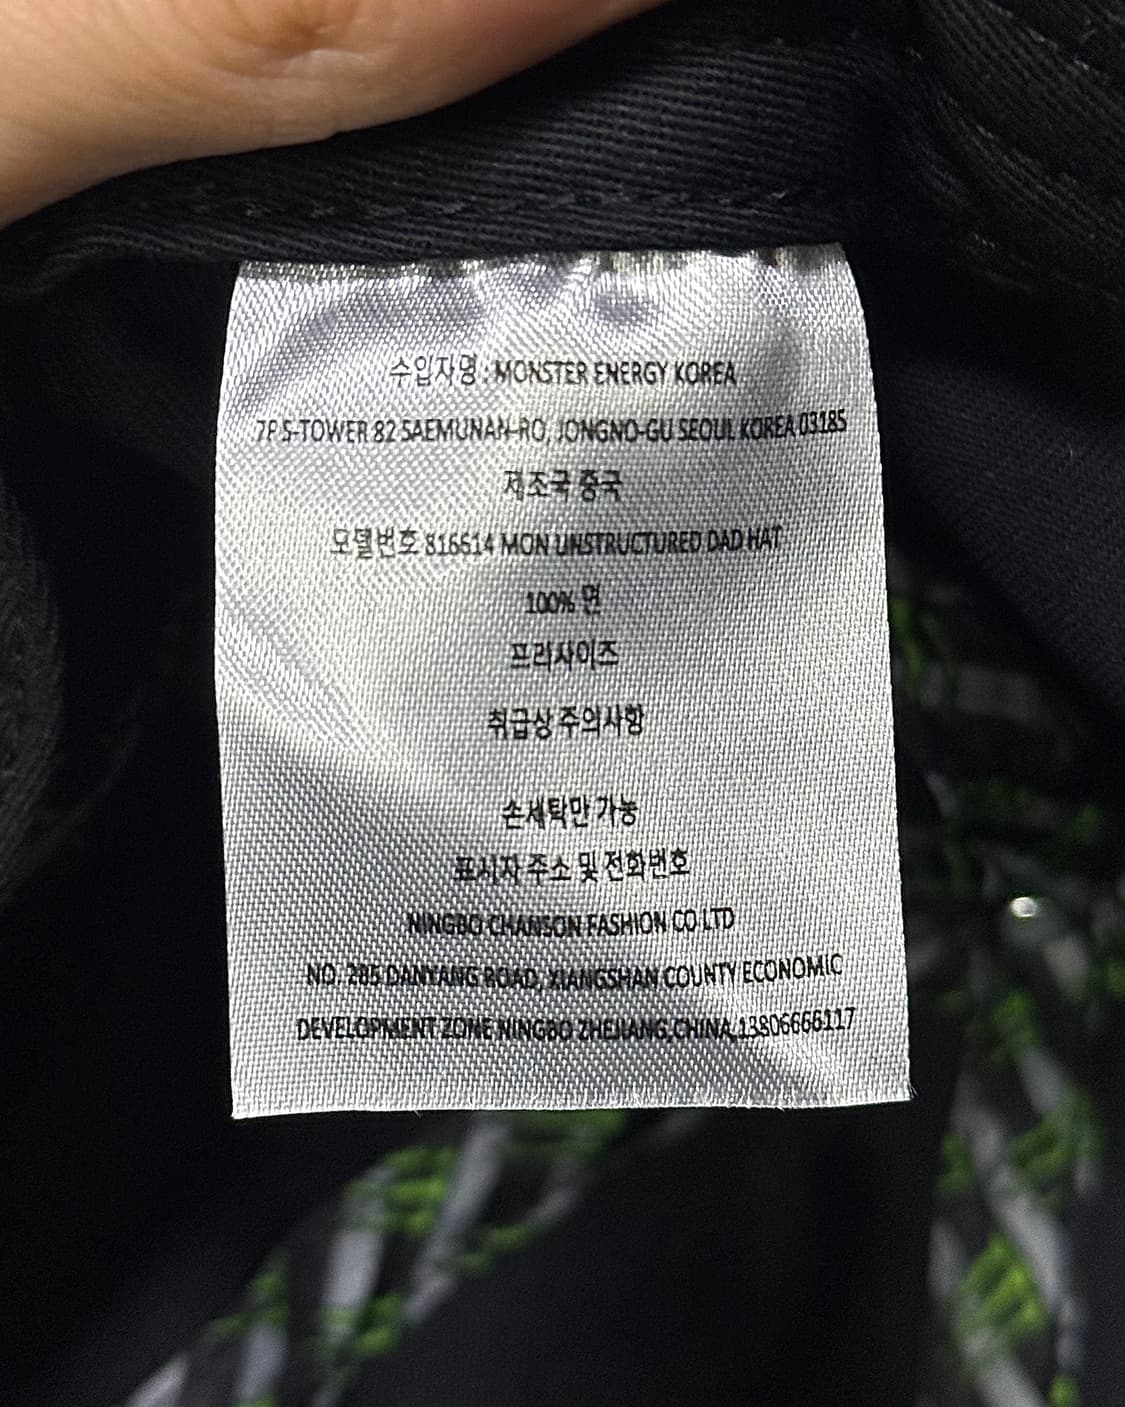 수입자명 : MONSTER ENERGY KOREA
7F S-TOWER 82 SAEMUNAN-RO, JONGNO-GU SEOUL KOREA 03185
제조국 중국
모델번호 816514 MON UNSTRUCTURED DAD HAT
100% 면
프리사이즈
취급상 주의사항
손세탁만 가능
표시자 주소 및 전화번호
NINGBO CHANSON FASHION CO LTD
NO. 285 DANYANG ROAD, XIANGSHAN COUNTY ECONOMIC
DEVELOPMENT ZONE NINGBO ZHEJIANG,CHINA,13806666117